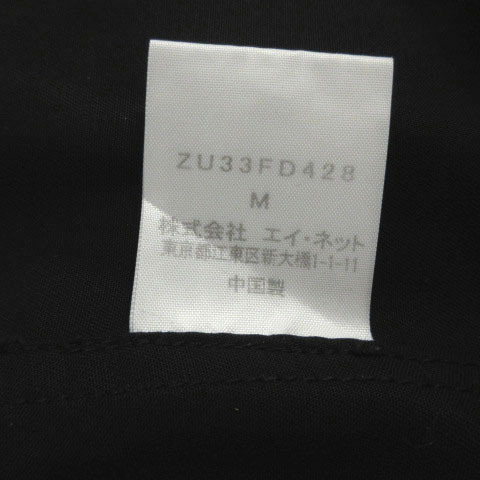 ZU33FD428
M
株式会社 エイ・ネット
東京都江東区新大橋1-1-11
中国製